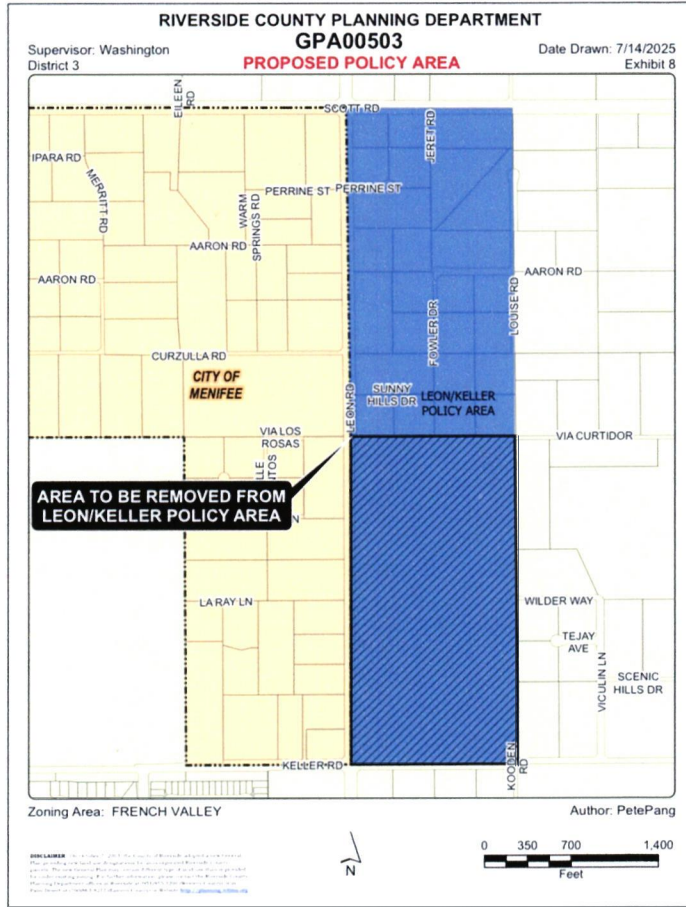 RIVERSIDE COUNTY PLANNING DEPARTMENT
GPA00503
Supervisor: Washington
District 3
PROPOSED POLICY AREA
Date Drawn: 7/14/2025
Exhibit 8
EILEEN
RD
SCOTT RD
JERET RD
IPARA RD
MERRITT RD
WARM
SPRINGS RD
PERRINE ST
PERRINE ST
AARON RD
AARON RD
AARON RD
LOUISE RD
FOWLER DR
CURZULLA RD
CITY OF
MENIFEE
LEON RD
SUNNY
HILLS DR
LEON/KELLER
POLICY AREA
VIA LOS
ROSAS
VIA CURTIDOR
AREA TO BE REMOVED FROM
LEON/KELLER POLICY AREA
LA RAY LN
WILDER WAY
TEJAY
AVE
VICULIN LN
SCENIC
HILLS DR
KELLER RD
KOODEN
RD
Zoning Area: FRENCH VALLEY
Author: PetePang
DISCLAIMER
N
0 350 700 1,400
Feet